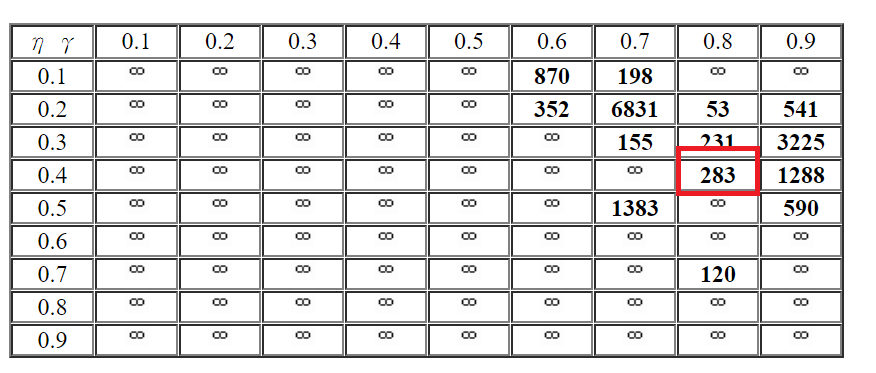 η γ 0.1 0.2 0.3 0.4 0.5 0.6 0.7 0.8 0.9
0.1 ∞ ∞ ∞ ∞ ∞ 870 198 ∞ ∞
0.2 ∞ ∞ ∞ ∞ ∞ 352 6831 53 541
0.3 ∞ ∞ ∞ ∞ ∞ ∞ 155 231 3225
0.4 ∞ ∞ ∞ ∞ ∞ ∞ ∞ 283 1288
0.5 ∞ ∞ ∞ ∞ ∞ ∞ 1383 ∞ 590
0.6 ∞ ∞ ∞ ∞ ∞ ∞ ∞ ∞ ∞
0.7 ∞ ∞ ∞ ∞ ∞ ∞ ∞ 120 ∞
0.8 ∞ ∞ ∞ ∞ ∞ ∞ ∞ ∞ ∞
0.9 ∞ ∞ ∞ ∞ ∞ ∞ ∞ ∞ ∞